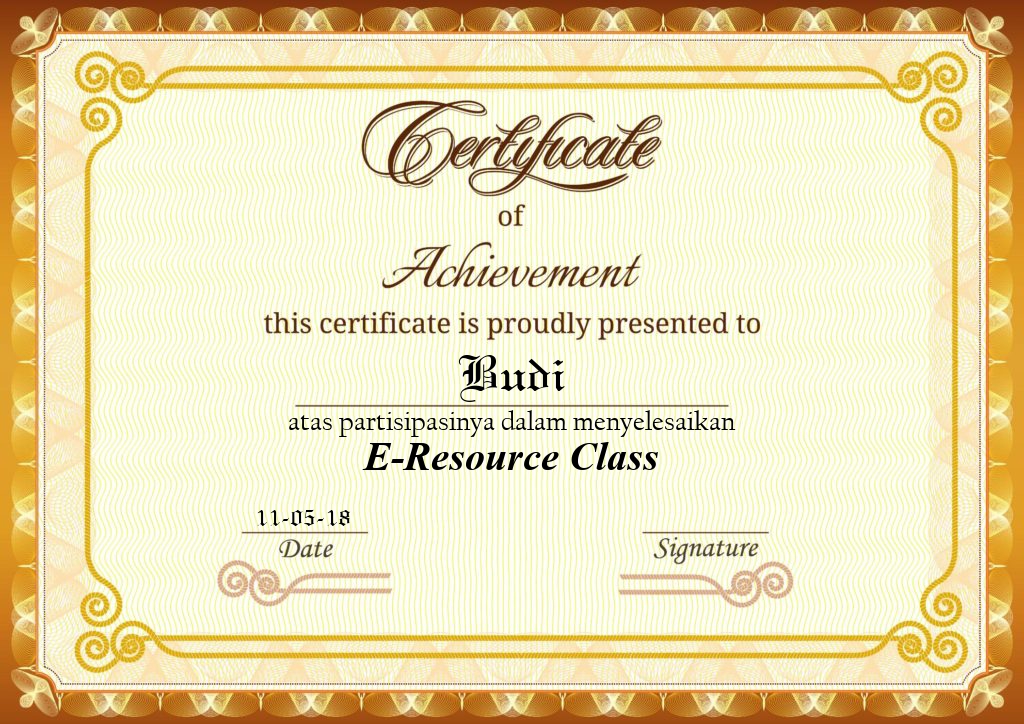 Certificate
of
Achievement
this certificate is proudly presented to
Budi
atas partisipasinya dalam menyelesaikan
E-Resource Class
11-05-18
Date
Signature